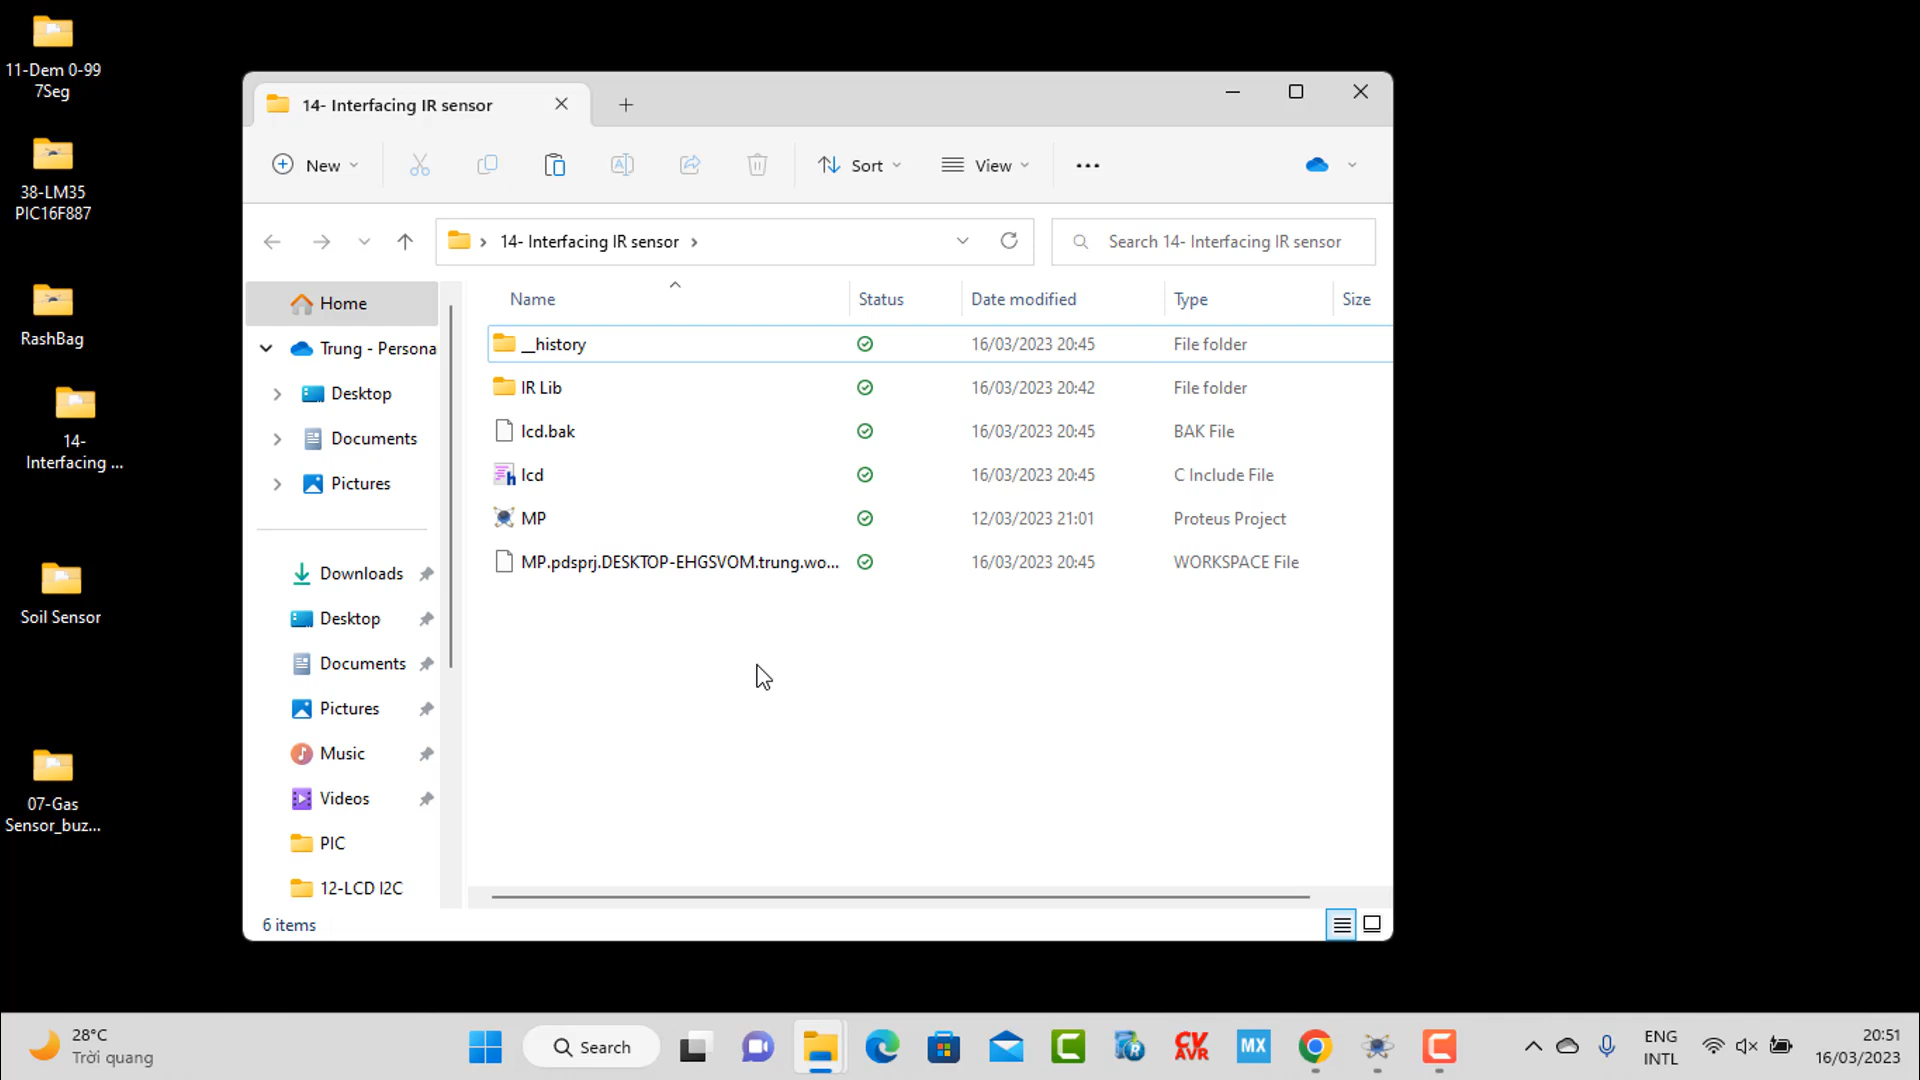 11-Dem 0-99
7Seg
38-LM35
PIC16F887
RashBag
14-
Interfacing ...
Soil Sensor
07-Gas
Sensor_buz...
14- Interfacing IR sensor
New
Sort
View
14- Interfacing IR sensor
Search 14- Interfacing IR sensor
Home
Trung - Persona
Desktop
Documents
Pictures
Downloads
Desktop
Documents
Pictures
Music
Videos
PIC
12-LCD I2C
Name Status Date modified Type Size
__history 16/03/2023 20:45 File folder
IR Lib 16/03/2023 20:42 File folder
lcd.bak 16/03/2023 20:45 BAK File
lcd 16/03/2023 20:45 C Include File
MP 12/03/2023 21:01 Proteus Project
MP.pdsprj.DESKTOP-EHGSVOM.trung.wo... 16/03/2023 20:45 WORKSPACE File
6 items
28°C
Trời quang
Search
CV
AVR
MX
ENG
INTL
20:51
16/03/2023